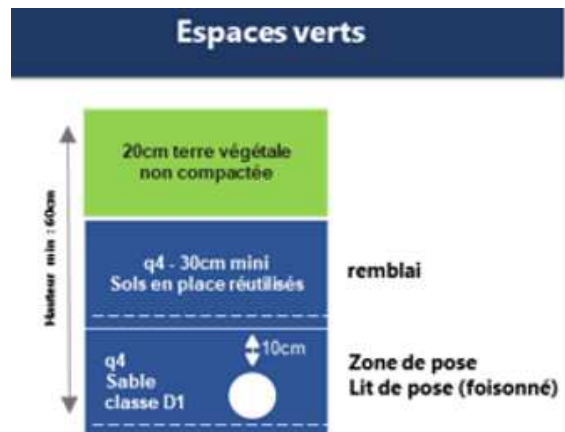 Espaces verts
20cm terre végétale
non compactée
Hauteur min : 60cm
q4 - 30cm mini
Sols en place réutilisés
remblai
10cm
q4
Sable
classe D1
Zone de pose
Lit de pose (foisonné)